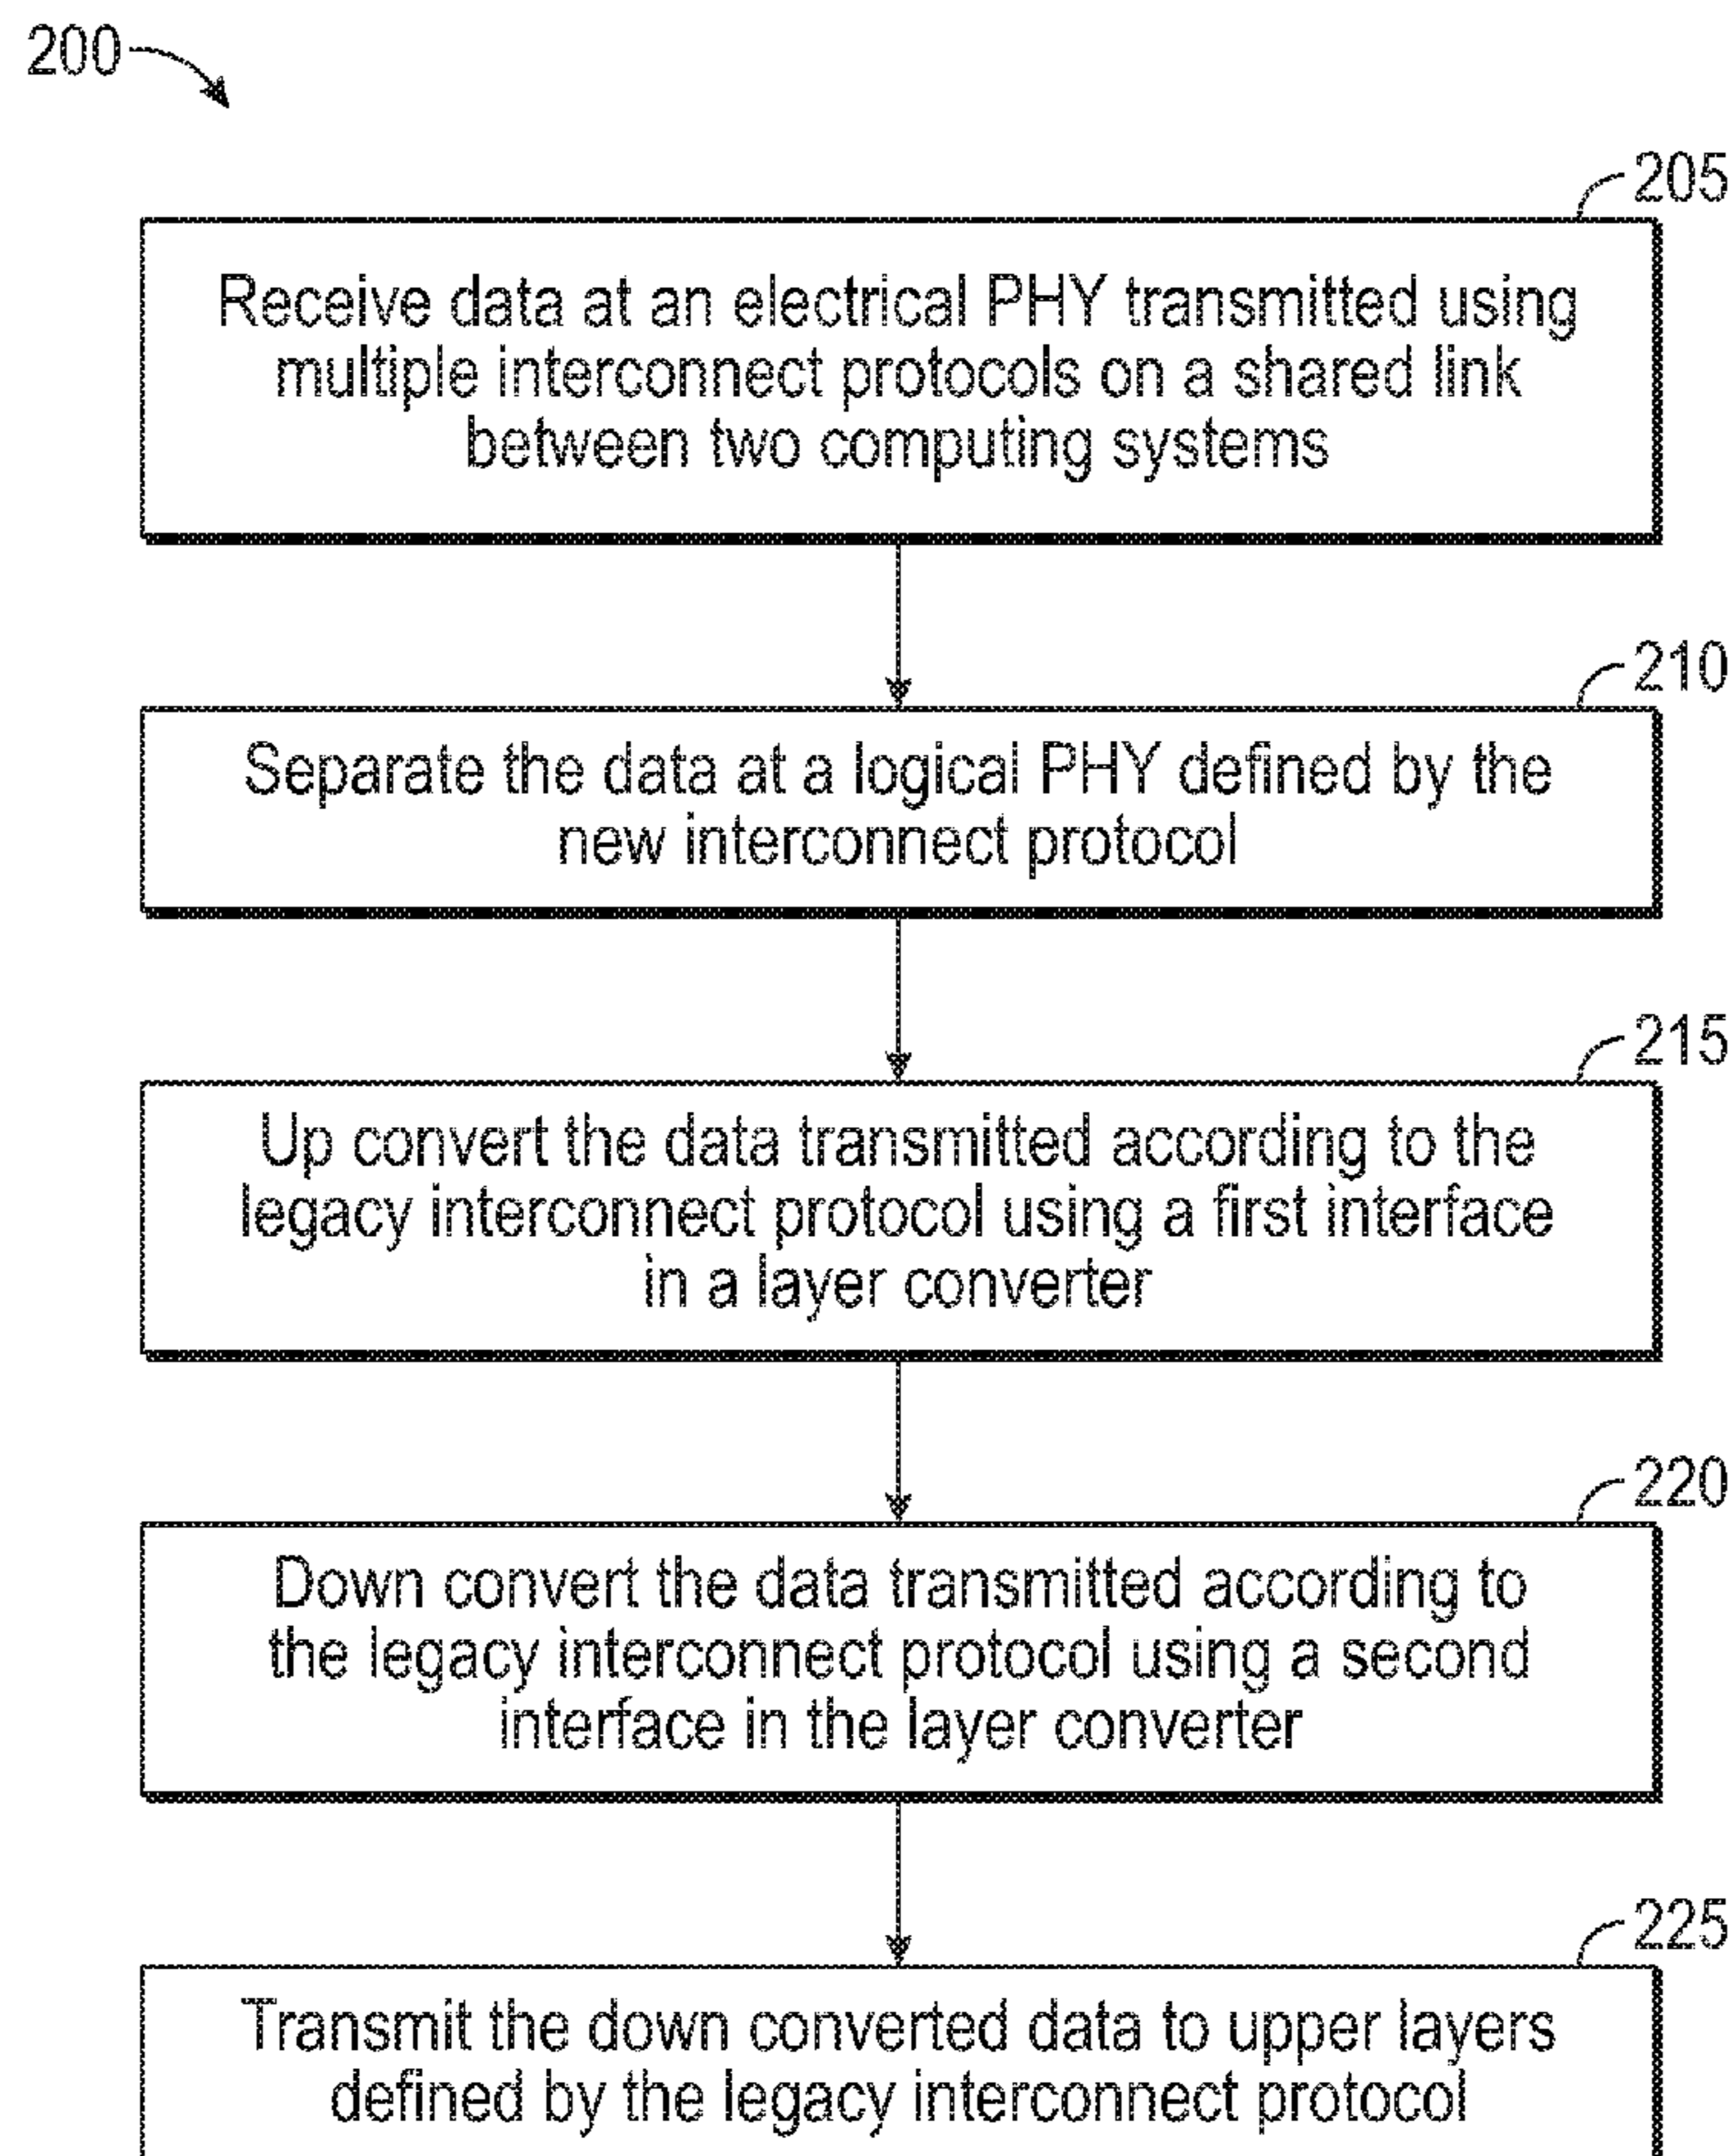 200
205
Receive data at an electrical PHY transmitted using
multiple interconnect protocols on a shared link
between two computing systems
210
Separate the data at a logical PHY defined by the
new interconnect protocol
215
Up convert the data transmitted according to the
legacy interconnect protocol using a first interface
in a layer converter
220
Down convert the data transmitted according to
the legacy interconnect protocol using a second
interface in the layer converter
225
Transmit the down converted data to upper layers
defined by the legacy interconnect protocol